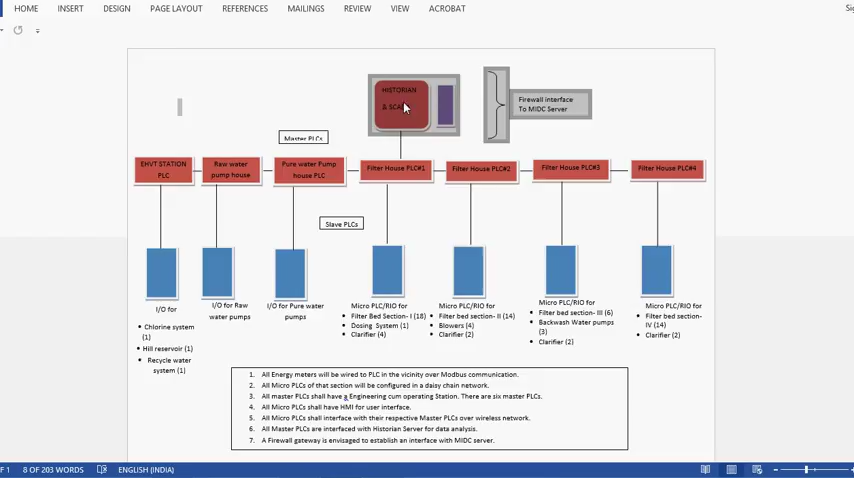 HOME INSERT DESIGN PAGE LAYOUT REFERENCES MAILINGS REVIEW VIEW ACROBAT
HISTORIAN
Firewall interface
To MIDC Server
Master PLCs
EHVT STATION
PLC
Raw water
pump house
Pure water Pump
house PLC
Filter House PLC#1
Filter House PLC#2
Filter House PLC#3
Filter House PLC#4
Slave PLCs
I/O for
• Chlorine system
(1)
• Hill reservoir (1)
• Recycle water
system (1)
I/O for Raw
water pumps
I/O for Pure water
pumps
Micro PLC/RIO for
• Filter Bed Section- I (18)
• Dosing System (1)
• Clarifier (4)
Micro PLC/RIO for
• Filter bed section- II (14)
• Blowers (4)
• Clarifier (2)
Micro PLC/RIO for
• Filter bed section- III (6)
• Backwash Water pumps
(3)
• Clarifier (2)
Micro PLC/RIO for
• Filter bed section-
IV (14)
• Clarifier (2)
1. All Energy meters will be wired to PLC in the vicinity over Modbus communication.
2. All Micro PLCs of that section will be configured in a daisy chain network.
3. All master PLCs shall have a Engineering cum operating Station. There are six master PLCs.
4. All Micro PLCs shall have HMI for user interface.
5. All Micro PLCs shall interface with their respective Master PLCs over wireless network.
6. All Master PLCs are interfaced with Historian Server for data analysis.
7. A Firewall gateway is envisaged to establish an interface with MIDC server.
F 1 8 OF 203 WORDS ENGLISH (INDIA)